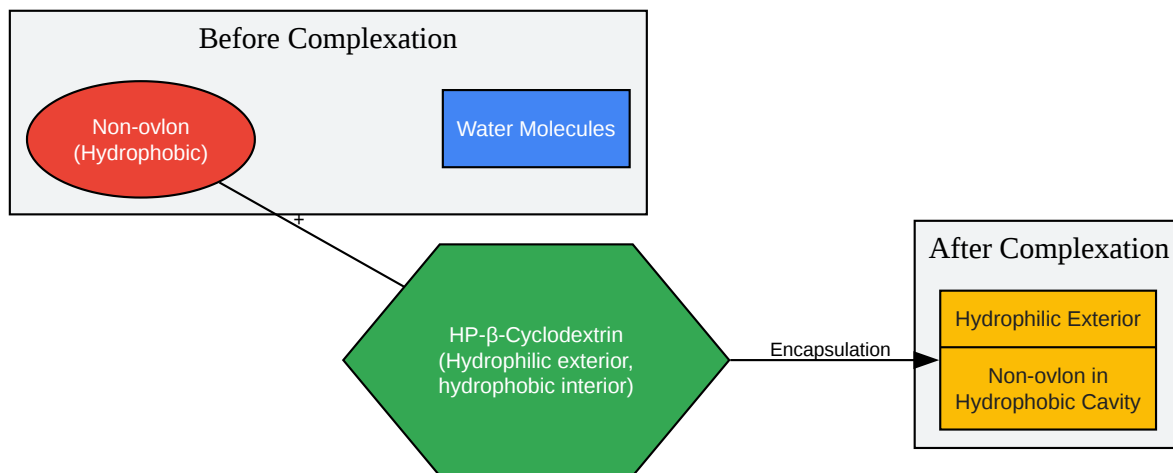 Before Complexation
Non-ovlon
(Hydrophobic)
Water Molecules
+
HP-β-Cyclodextrin
(Hydrophilic exterior,
hydrophobic interior)
Encapsulation
After Complexation
Hydrophilic Exterior
Non-ovlon in
Hydrophobic Cavity